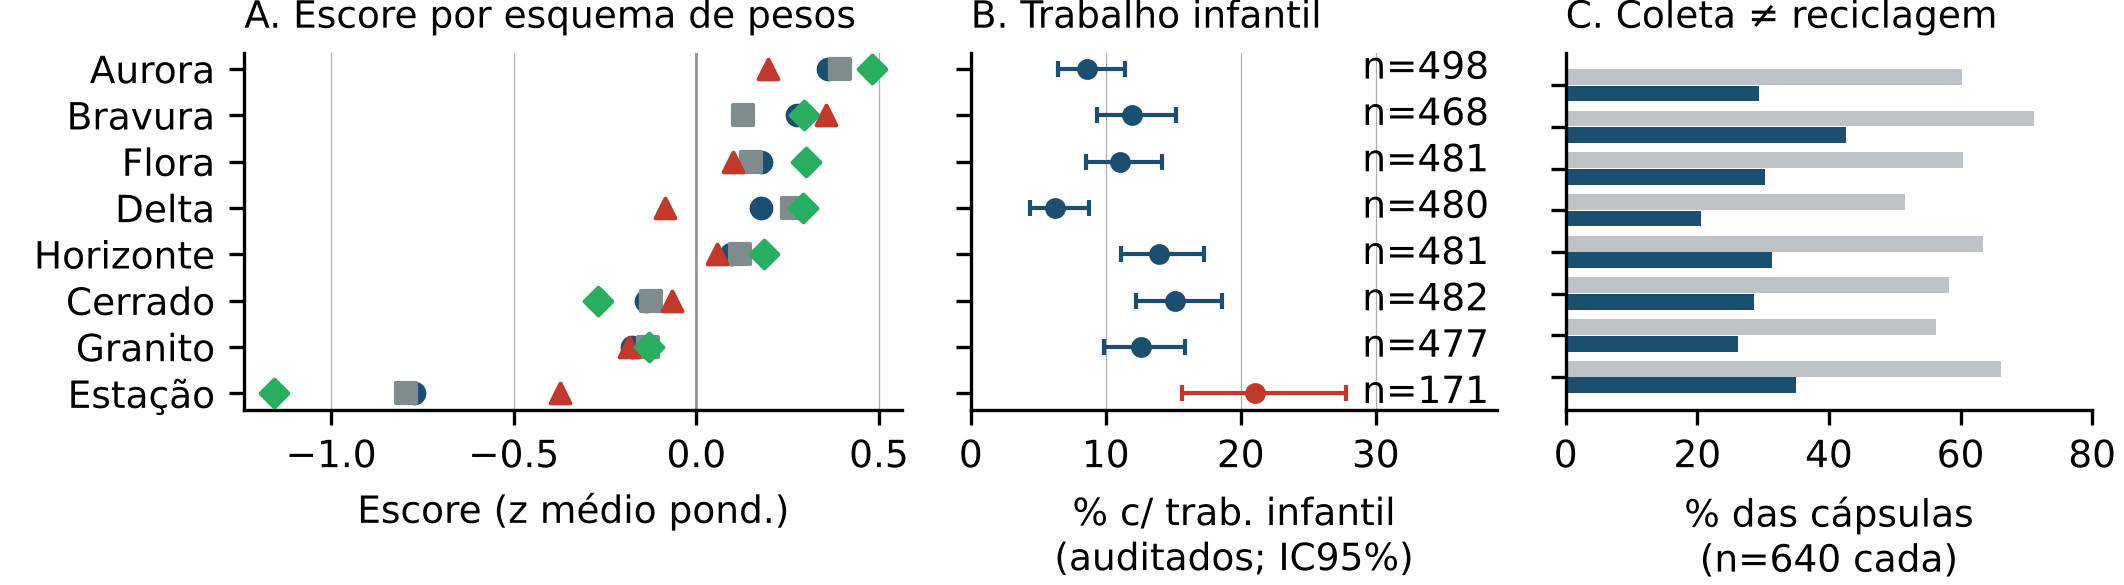 A. Escore por esquema de pesos
Aurora
Bravura
Flora
Delta
Horizonte
Cerrado
Granito
Estação
−1.0
−0.5
0.0
0.5
Escore (z médio pond.)
B. Trabalho infantil
n=498
n=468
n=481
n=480
n=481
n=482
n=477
n=171
0
10
20
30
% c/ trab. infantil
(auditados; IC95%)
C. Coleta ≠ reciclagem
0
20
40
60
80
% das cápsulas
(n=640 cada)